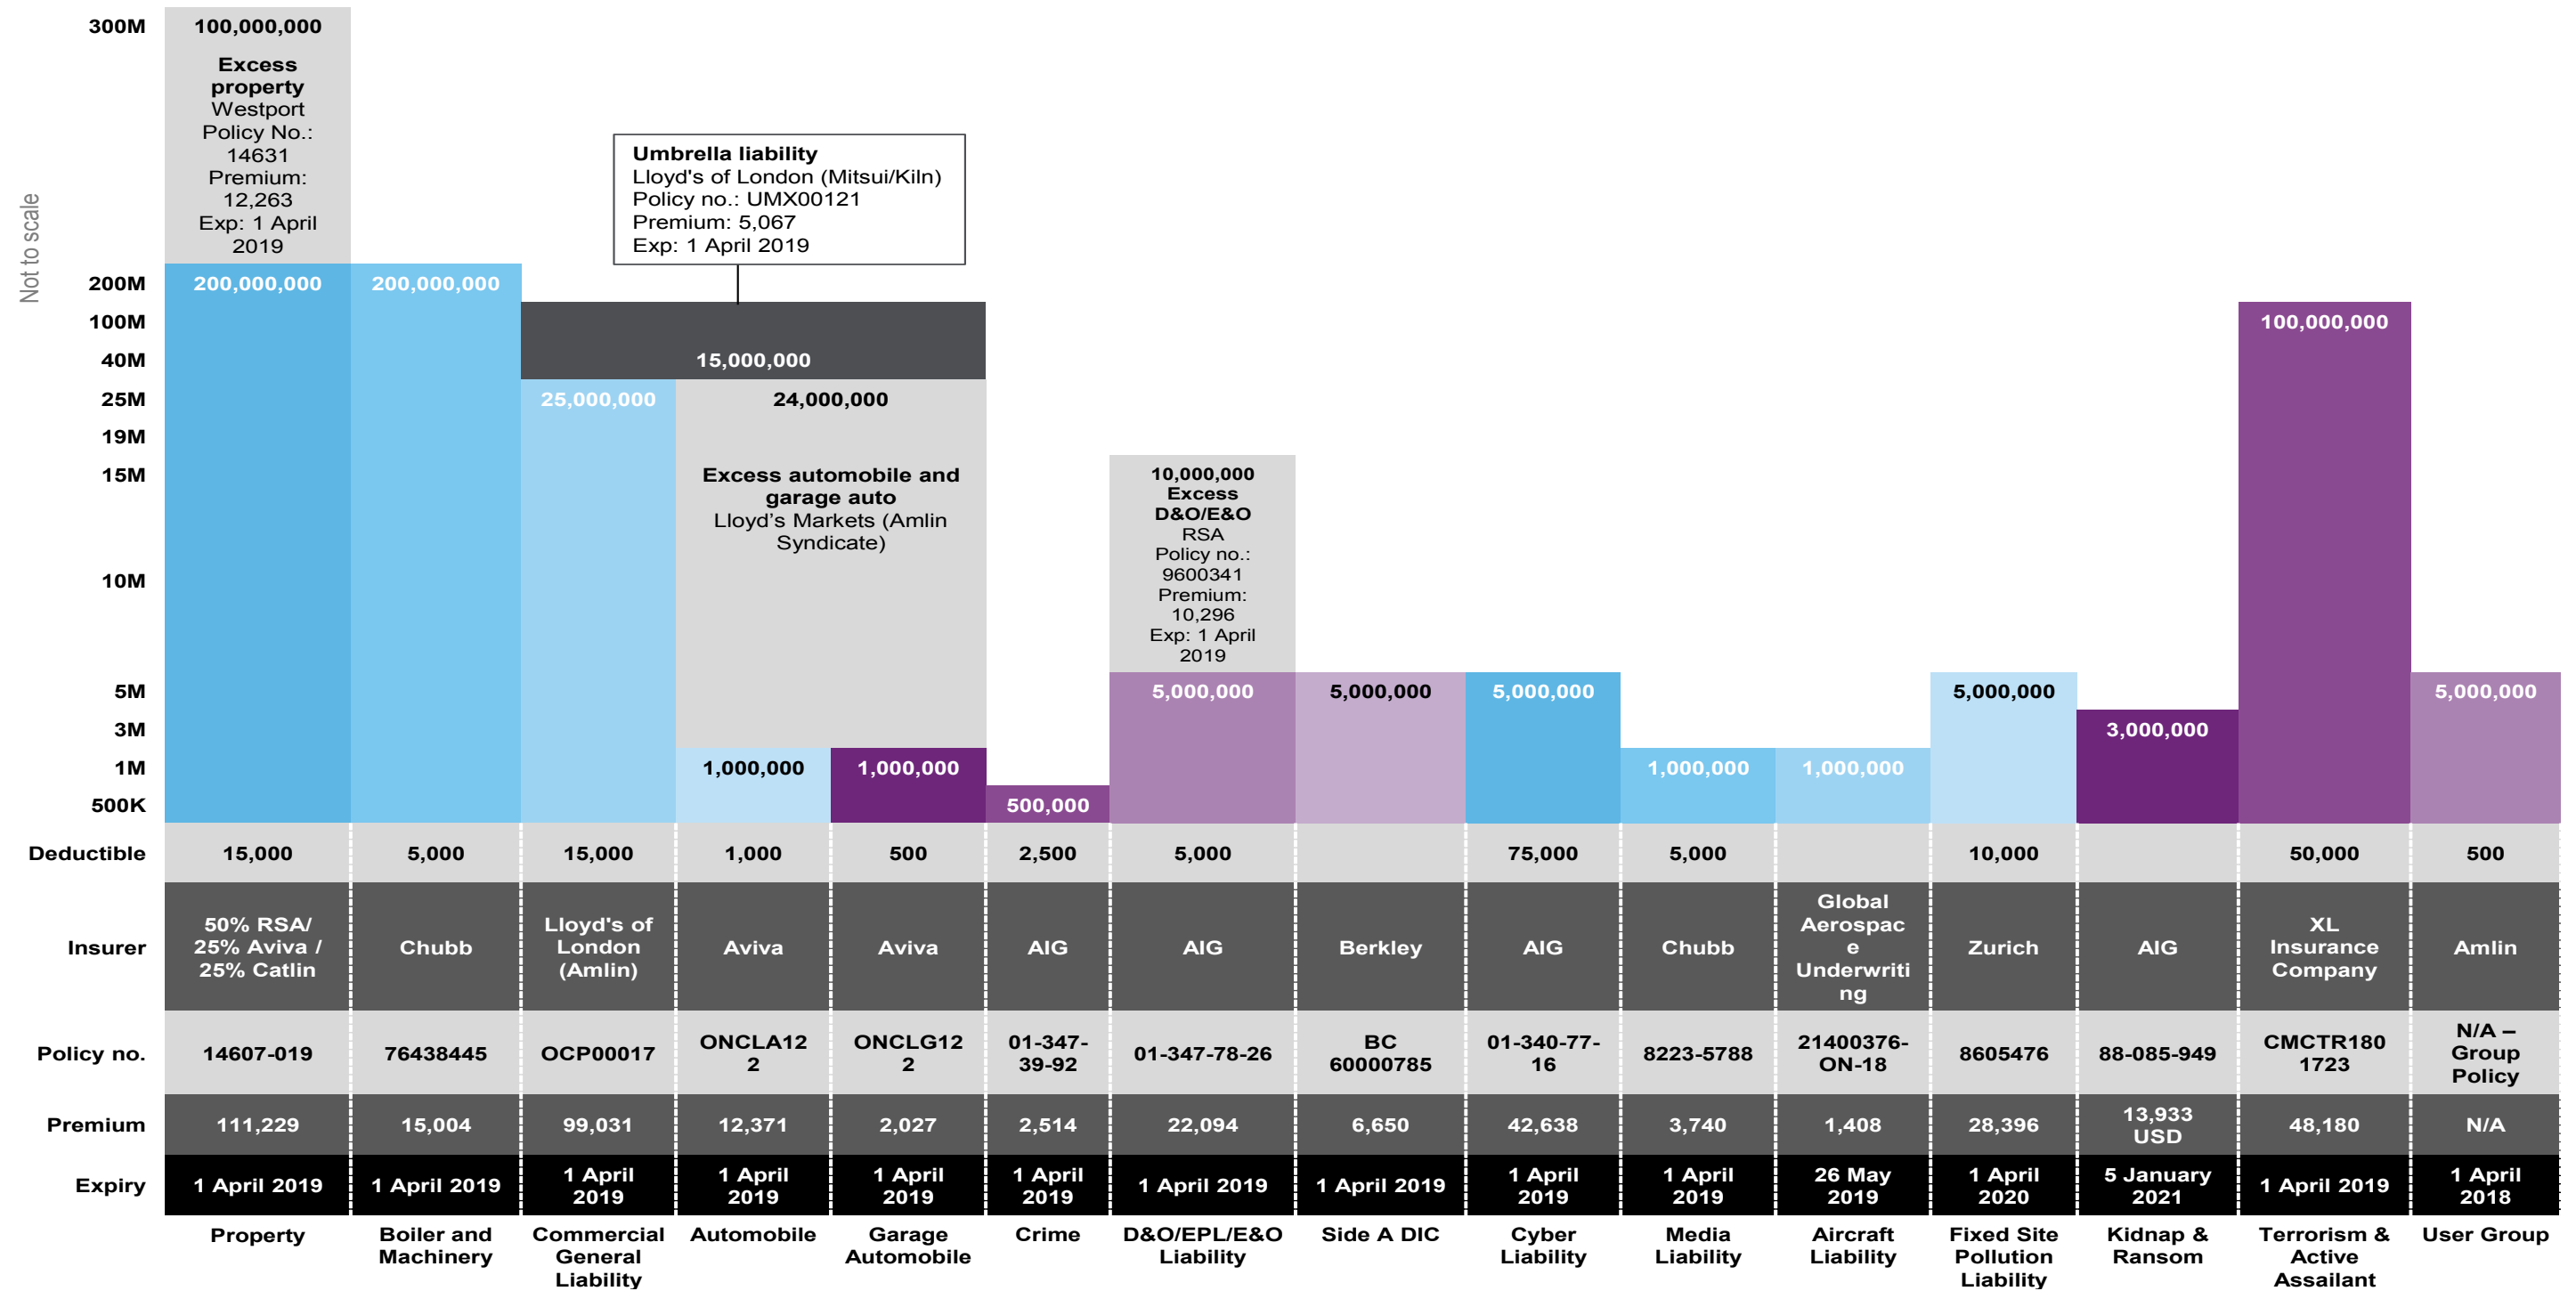 300M
100,000,000
Excess
property
Westport
Policy No.:
14631
Premium:
12,263
Exp: 1 April
2019
Umbrella liability
Lloyd's of London (Mitsui/Kiln)
Policy no.: UMX00121
Premium: 5,067
Exp: 1 April 2019
Not to scale
200M
200,000,000
200,000,000
100M
100,000,000
40M
15,000,000
25M
25,000,000
24,000,000
19M
15M
Excess automobile and
garage auto
Lloyd’s Markets (Amlin
Syndicate)
10,000,000
Excess
D&O/E&O
RSA
Policy no.:
9600341
Premium:
10,296
Exp: 1 April
2019
10M
5M
5,000,000
5,000,000
5,000,000
5,000,000
5,000,000
3M
3,000,000
1M
1,000,000
1,000,000
1,000,000
1,000,000
500K
500,000
Deductible
15,000
5,000
15,000
1,000
500
2,500
5,000
75,000
5,000
10,000
50,000
500
Insurer
50% RSA/
25% Aviva /
25% Catlin
Chubb
Lloyd's of
London
(Amlin)
Aviva
Aviva
AIG
AIG
Berkley
AIG
Chubb
Global
Aerospac
e
Underwriti
ng
Zurich
AIG
XL
Insurance
Company
Amlin
Policy no.
14607-019
76438445
OCP00017
ONCLA12
2
ONCLG12
2
01-347-
39-92
01-347-78-26
BC
60000785
01-340-77-
16
8223-5788
21400376-
ON-18
8605476
88-085-949
CMCTR180
1723
N/A –
Group
Policy
Premium
111,229
15,004
99,031
12,371
2,027
2,514
22,094
6,650
42,638
3,740
1,408
28,396
13,933
USD
48,180
N/A
Expiry
1 April 2019
1 April 2019
1 April
2019
1 April
2019
1 April
2019
1 April
2019
1 April 2019
1 April 2019
1 April
2019
1 April
2019
26 May
2019
1 April
2020
5 January
2021
1 April 2019
1 April
2018
Property
Boiler and
Machinery
Commercial
General
Liability
Automobile
Garage
Automobile
Crime
D&O/EPL/E&O
Liability
Side A DIC
Cyber
Liability
Media
Liability
Aircraft
Liability
Fixed Site
Pollution
Liability
Kidnap &
Ransom
Terrorism &
Active
Assailant
User Group